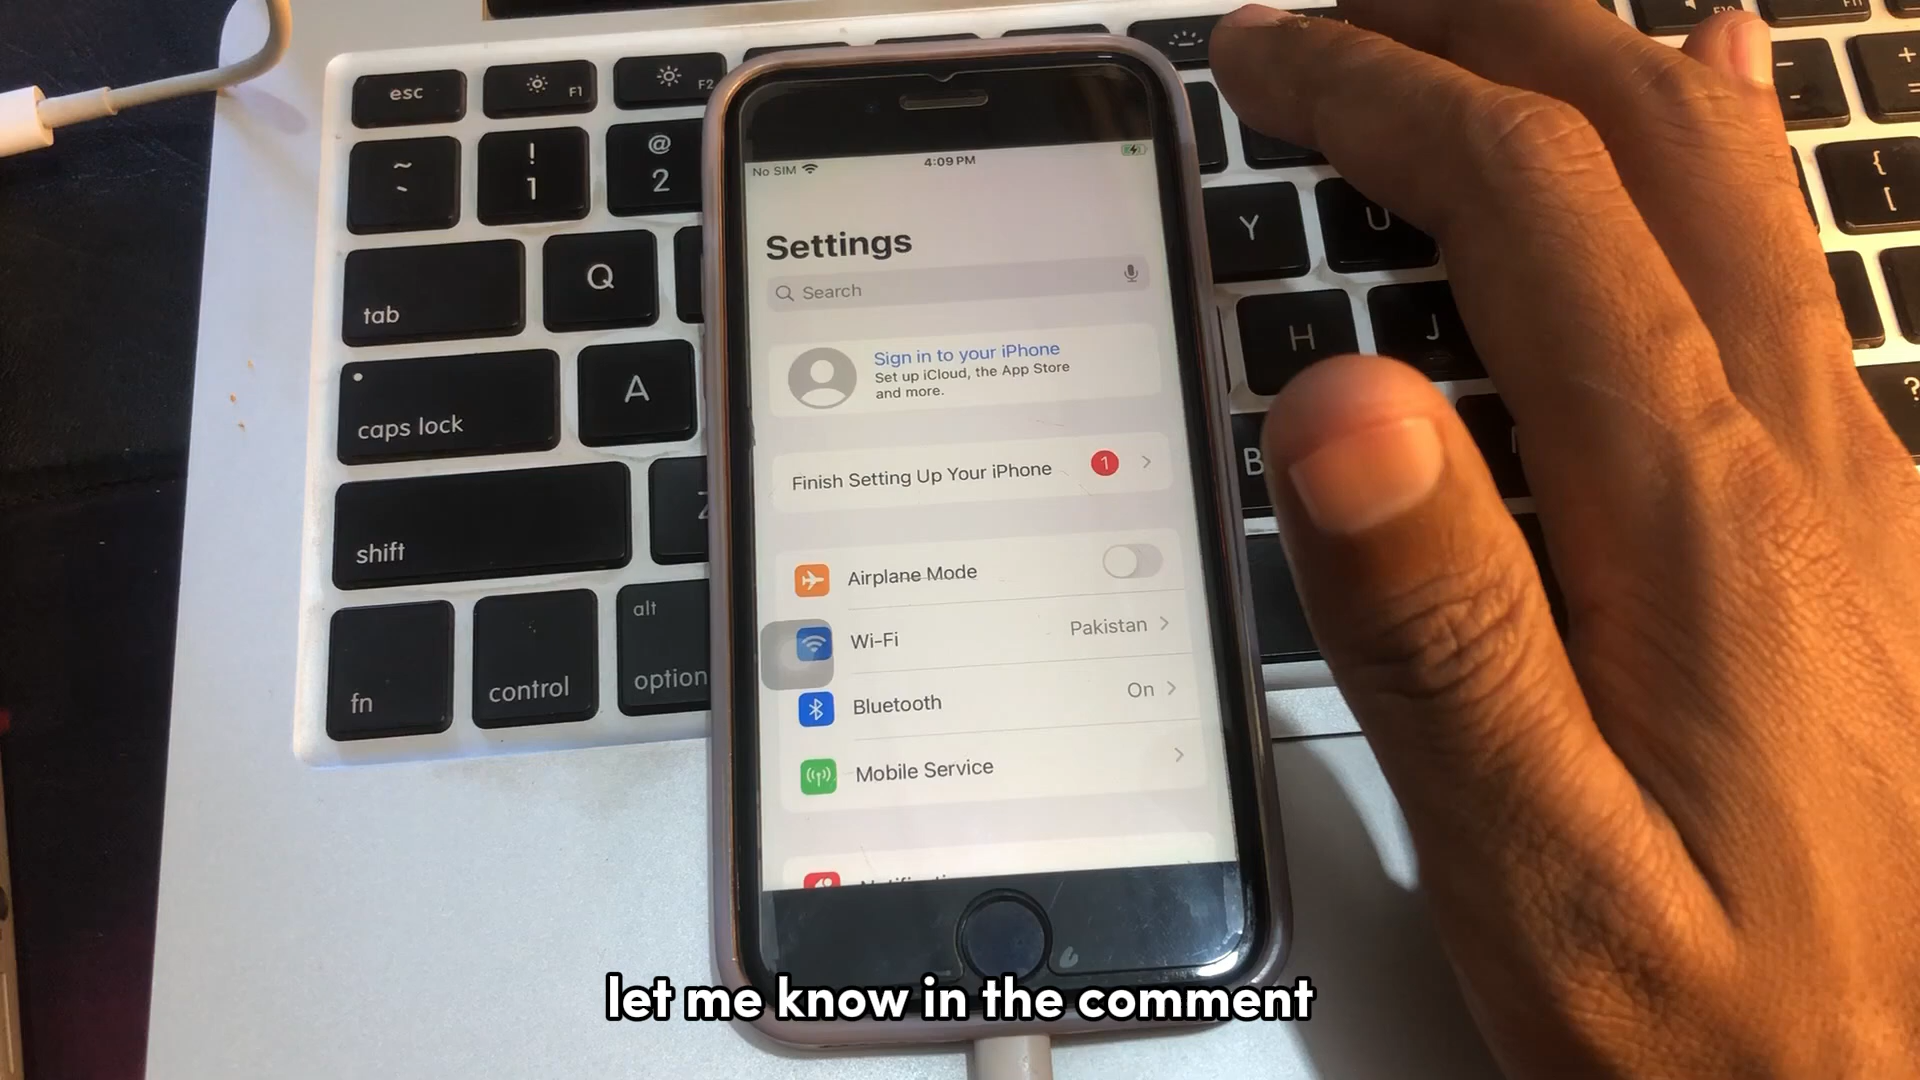 esc
F1
F2
F10
F11
~
!
1
@
2
Y
U
{
[
+
=
-
tab
Q
H
J
caps lock
A
B
?
shift
Z
fn
control
alt
option
No SIM
4:09 PM
Settings
Search
Sign in to your iPhone
Set up iCloud, the App Store
and more.
Finish Setting Up Your iPhone
1
Airplane Mode
Wi-Fi
Pakistan
Bluetooth
On
Mobile Service
let me know in the comment